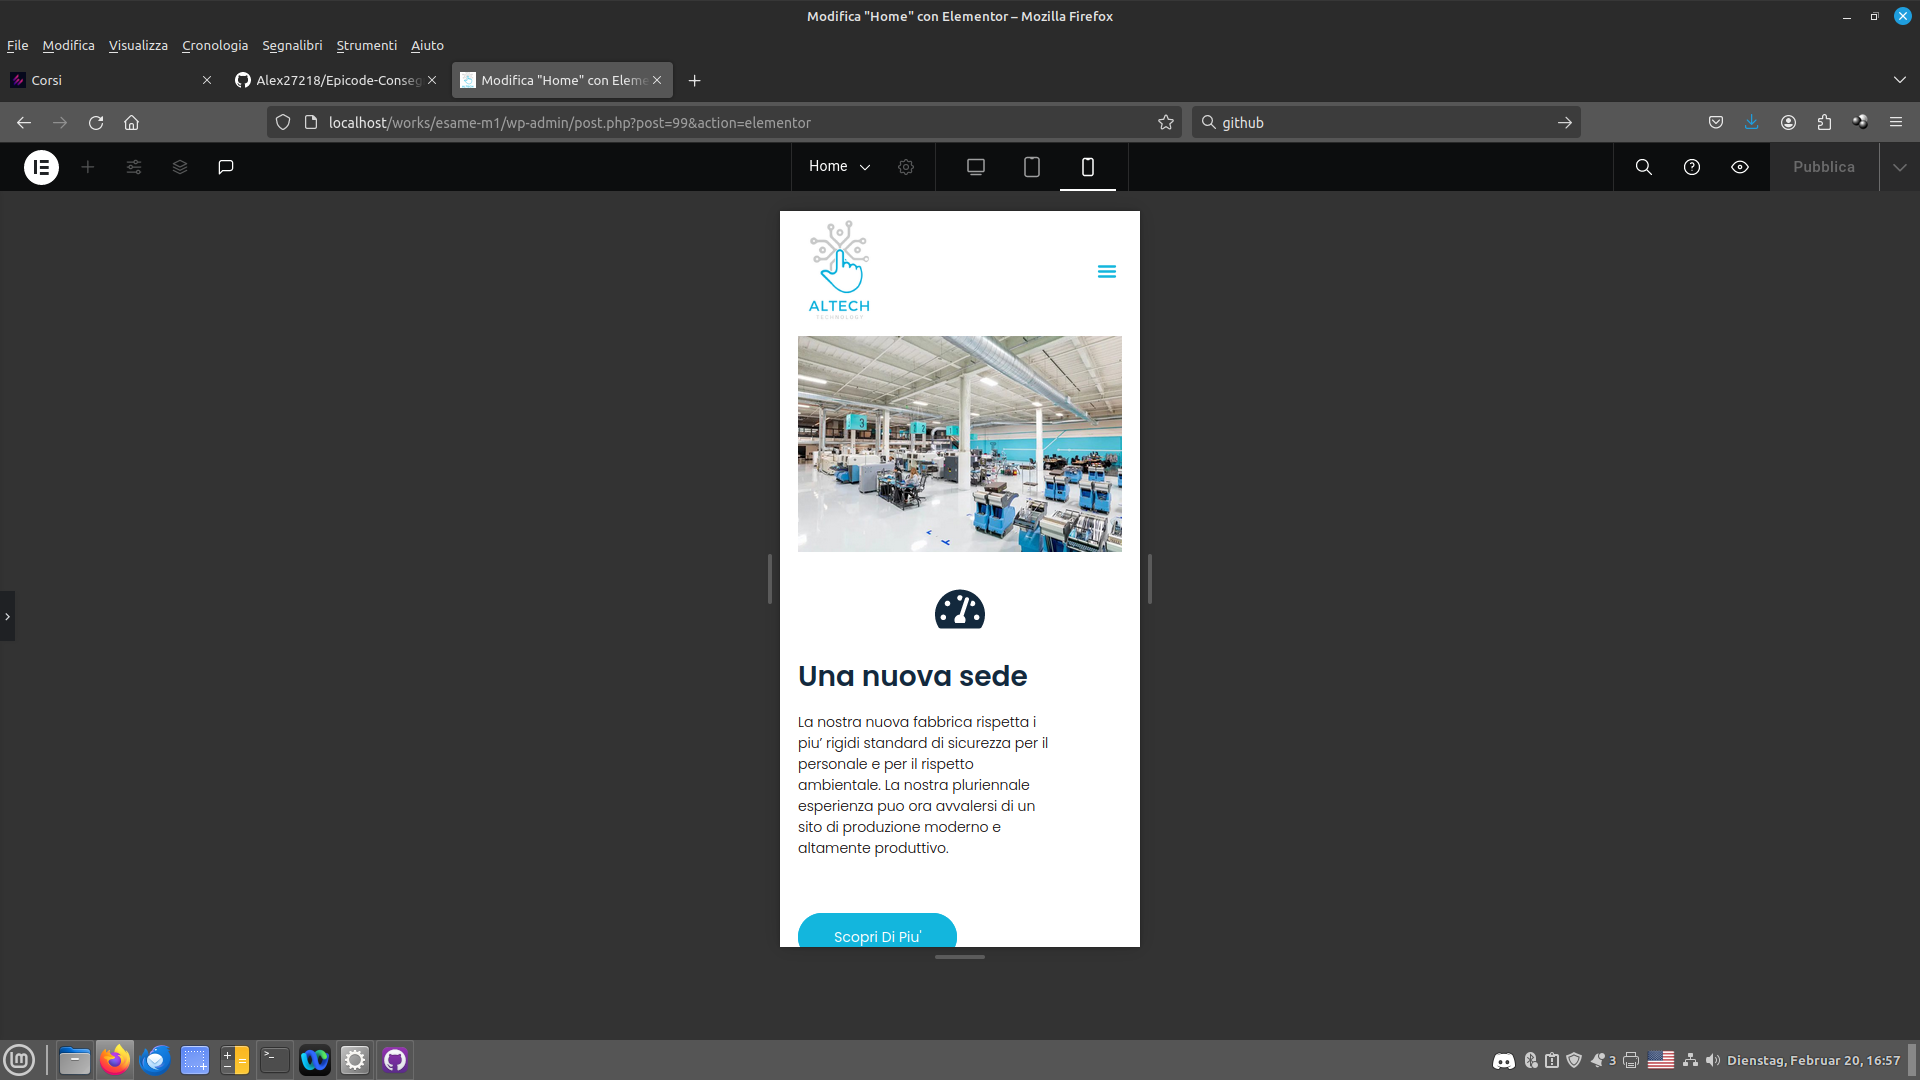 Modifica "Home" con Elementor – Mozilla Firefox
File Modifica Visualizza Cronologia Segnalibri Strumenti Aiuto
Corsi
Alex27218/Epicode-Conseg
Modifica "Home" con Eleme
localhost/works/esame-m1/wp-admin/post.php?post=99&action=elementor
github
Home
Pubblica
ALTECH
TECHNOLOGY
3
2
1
Una nuova sede
La nostra nuova fabbrica rispetta i
piu’ rigidi standard di sicurezza per il
personale e per il rispetto
ambientale. La nostra pluriennale
esperienza puo ora avvalersi di un
sito di produzione moderno e
altamente produttivo.
Scopri Di Piu'
3
Dienstag, Februar 20, 16:57